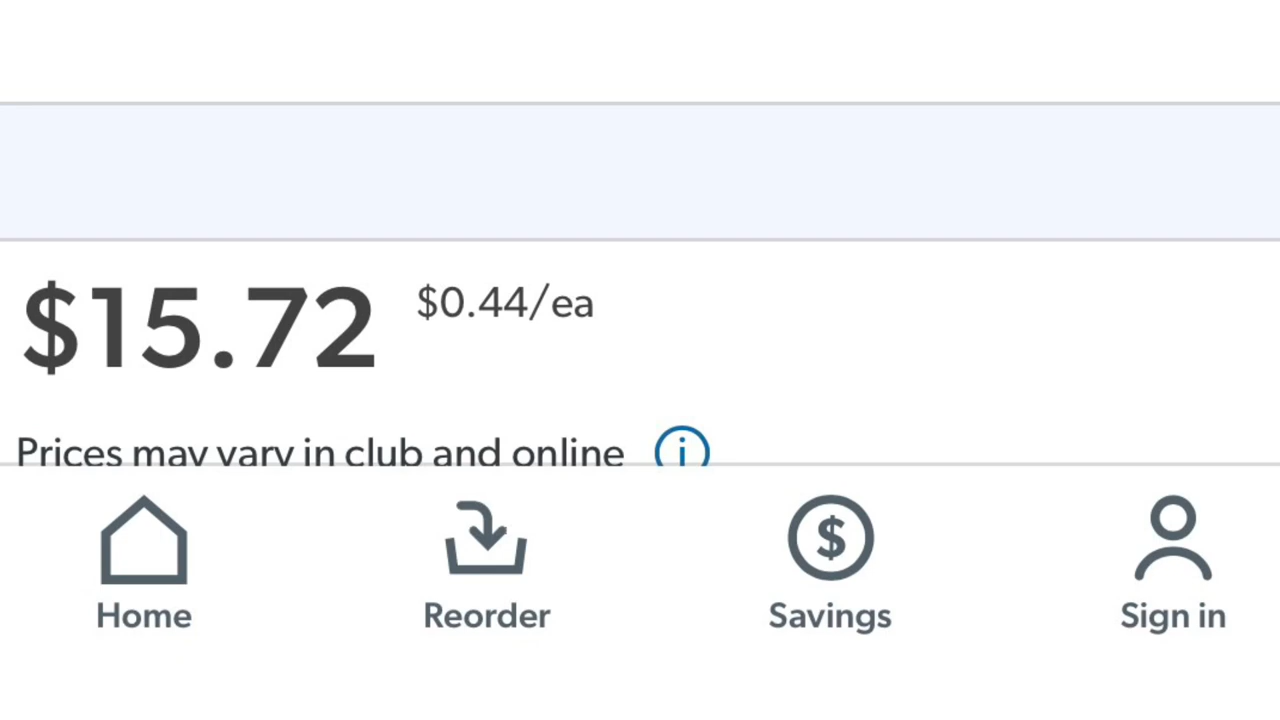 $15.72 $0.44/ea
Prices may vary in club and online
Home Reorder Savings Sign in